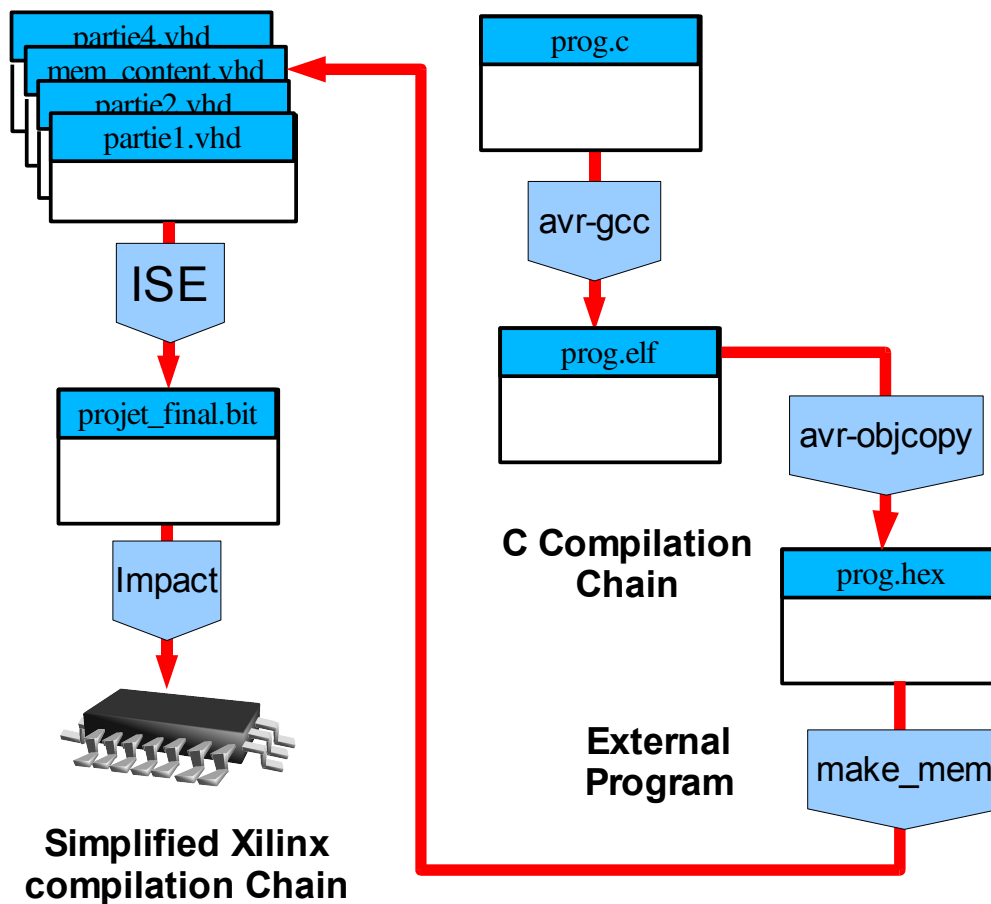 partie4.vhd
mem_content.vhd
partie2.vhd
partie1.vhd
ISE
projet_final.bit
Impact
Simplified Xilinx
compilation Chain
prog.c
avr-gcc
prog.elf
avr-objcopy
C Compilation
Chain
prog.hex
External
Program
make_mem